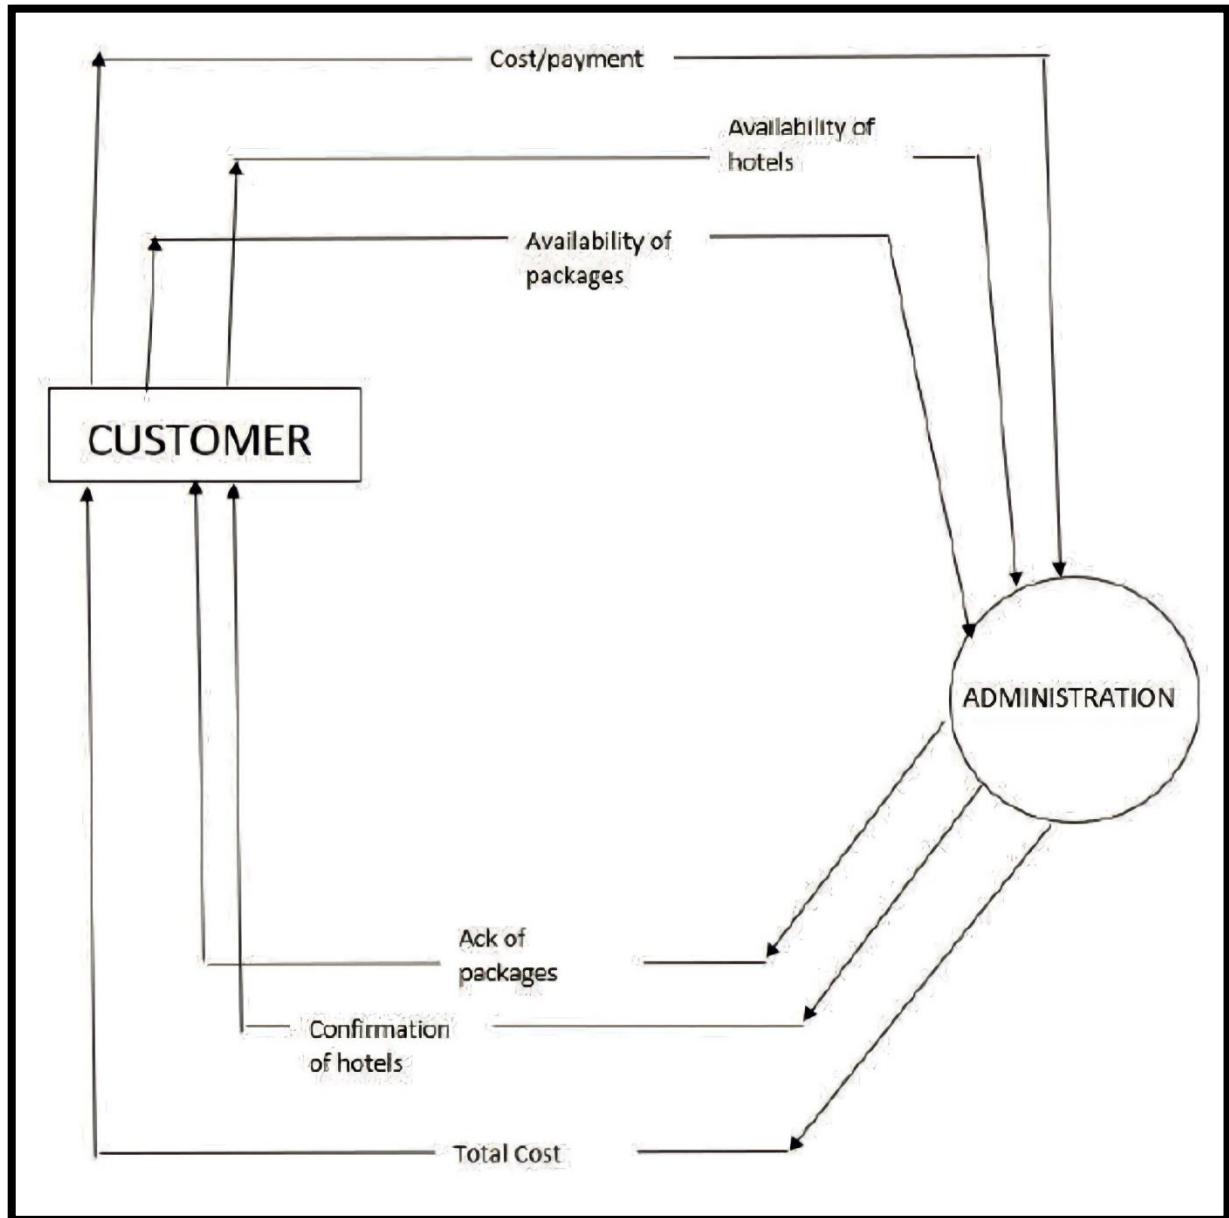 Cost/payment
Availability of
hotels
Availability of
packages
CUSTOMER
ADMINISTRATION
Ack of
packages
Confirmation
of hotels
Total Cost